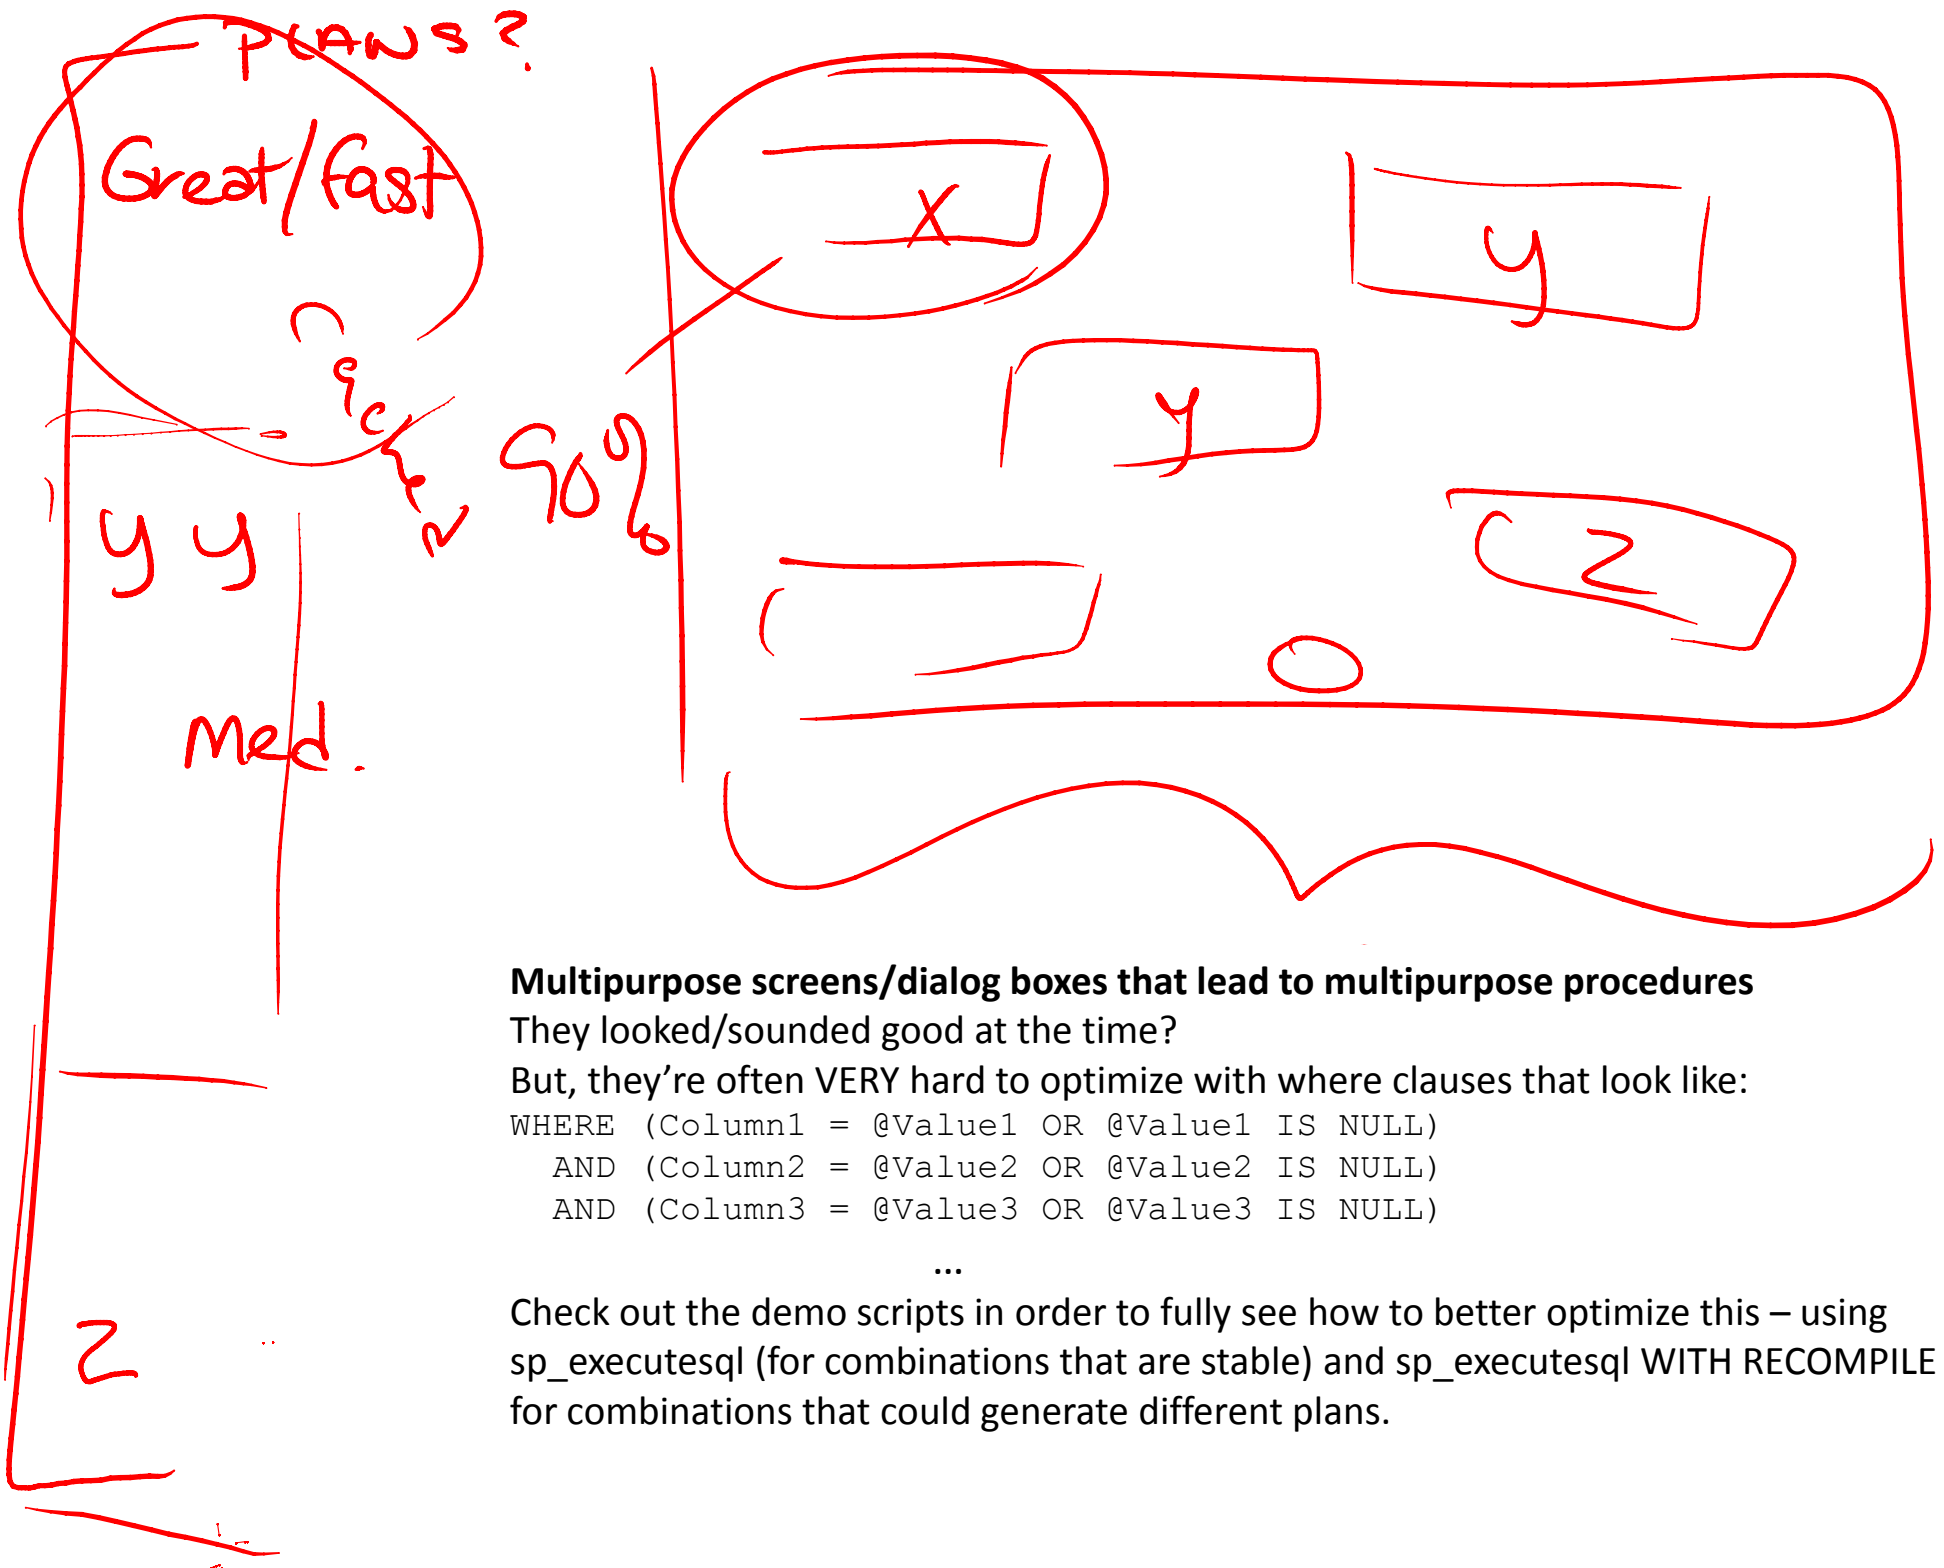 PLANS?
Great/fast
X
y
y
90%
y y
Z
Med.
Multipurpose screens/dialog boxes that lead to multipurpose procedures
They looked/sounded good at the time?
But, they’re often VERY hard to optimize with where clauses that look like:
WHERE (Column1 = @Value1 OR @Value1 IS NULL)
AND (Column2 = @Value2 OR @Value2 IS NULL)
AND (Column3 = @Value3 OR @Value3 IS NULL)
...
Check out the demo scripts in order to fully see how to better optimize this – using
sp_executesql (for combinations that are stable) and sp_executesql WITH RECOMPILE
for combinations that could generate different plans.
Z